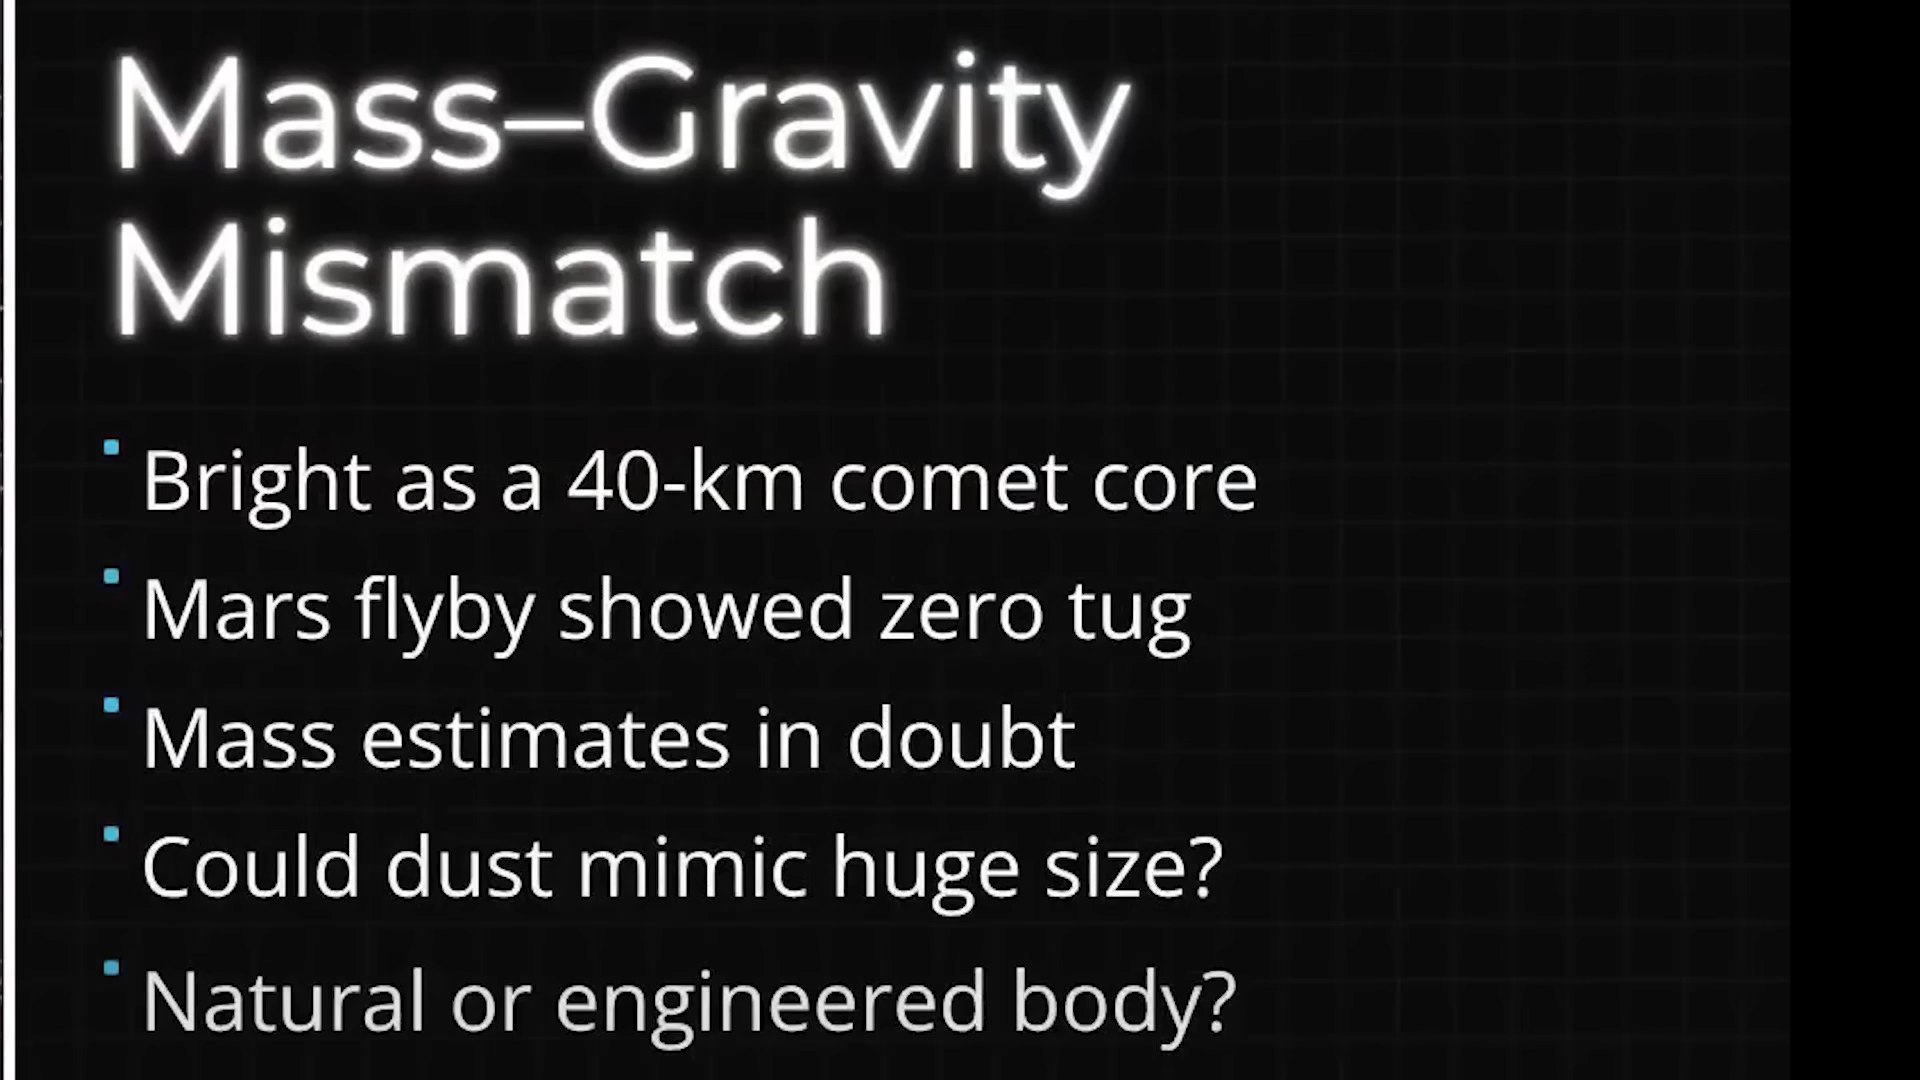 Mass–Gravity
Mismatch
Bright as a 40-km comet core
Mars flyby showed zero tug
Mass estimates in doubt
Could dust mimic huge size?
Natural or engineered body?